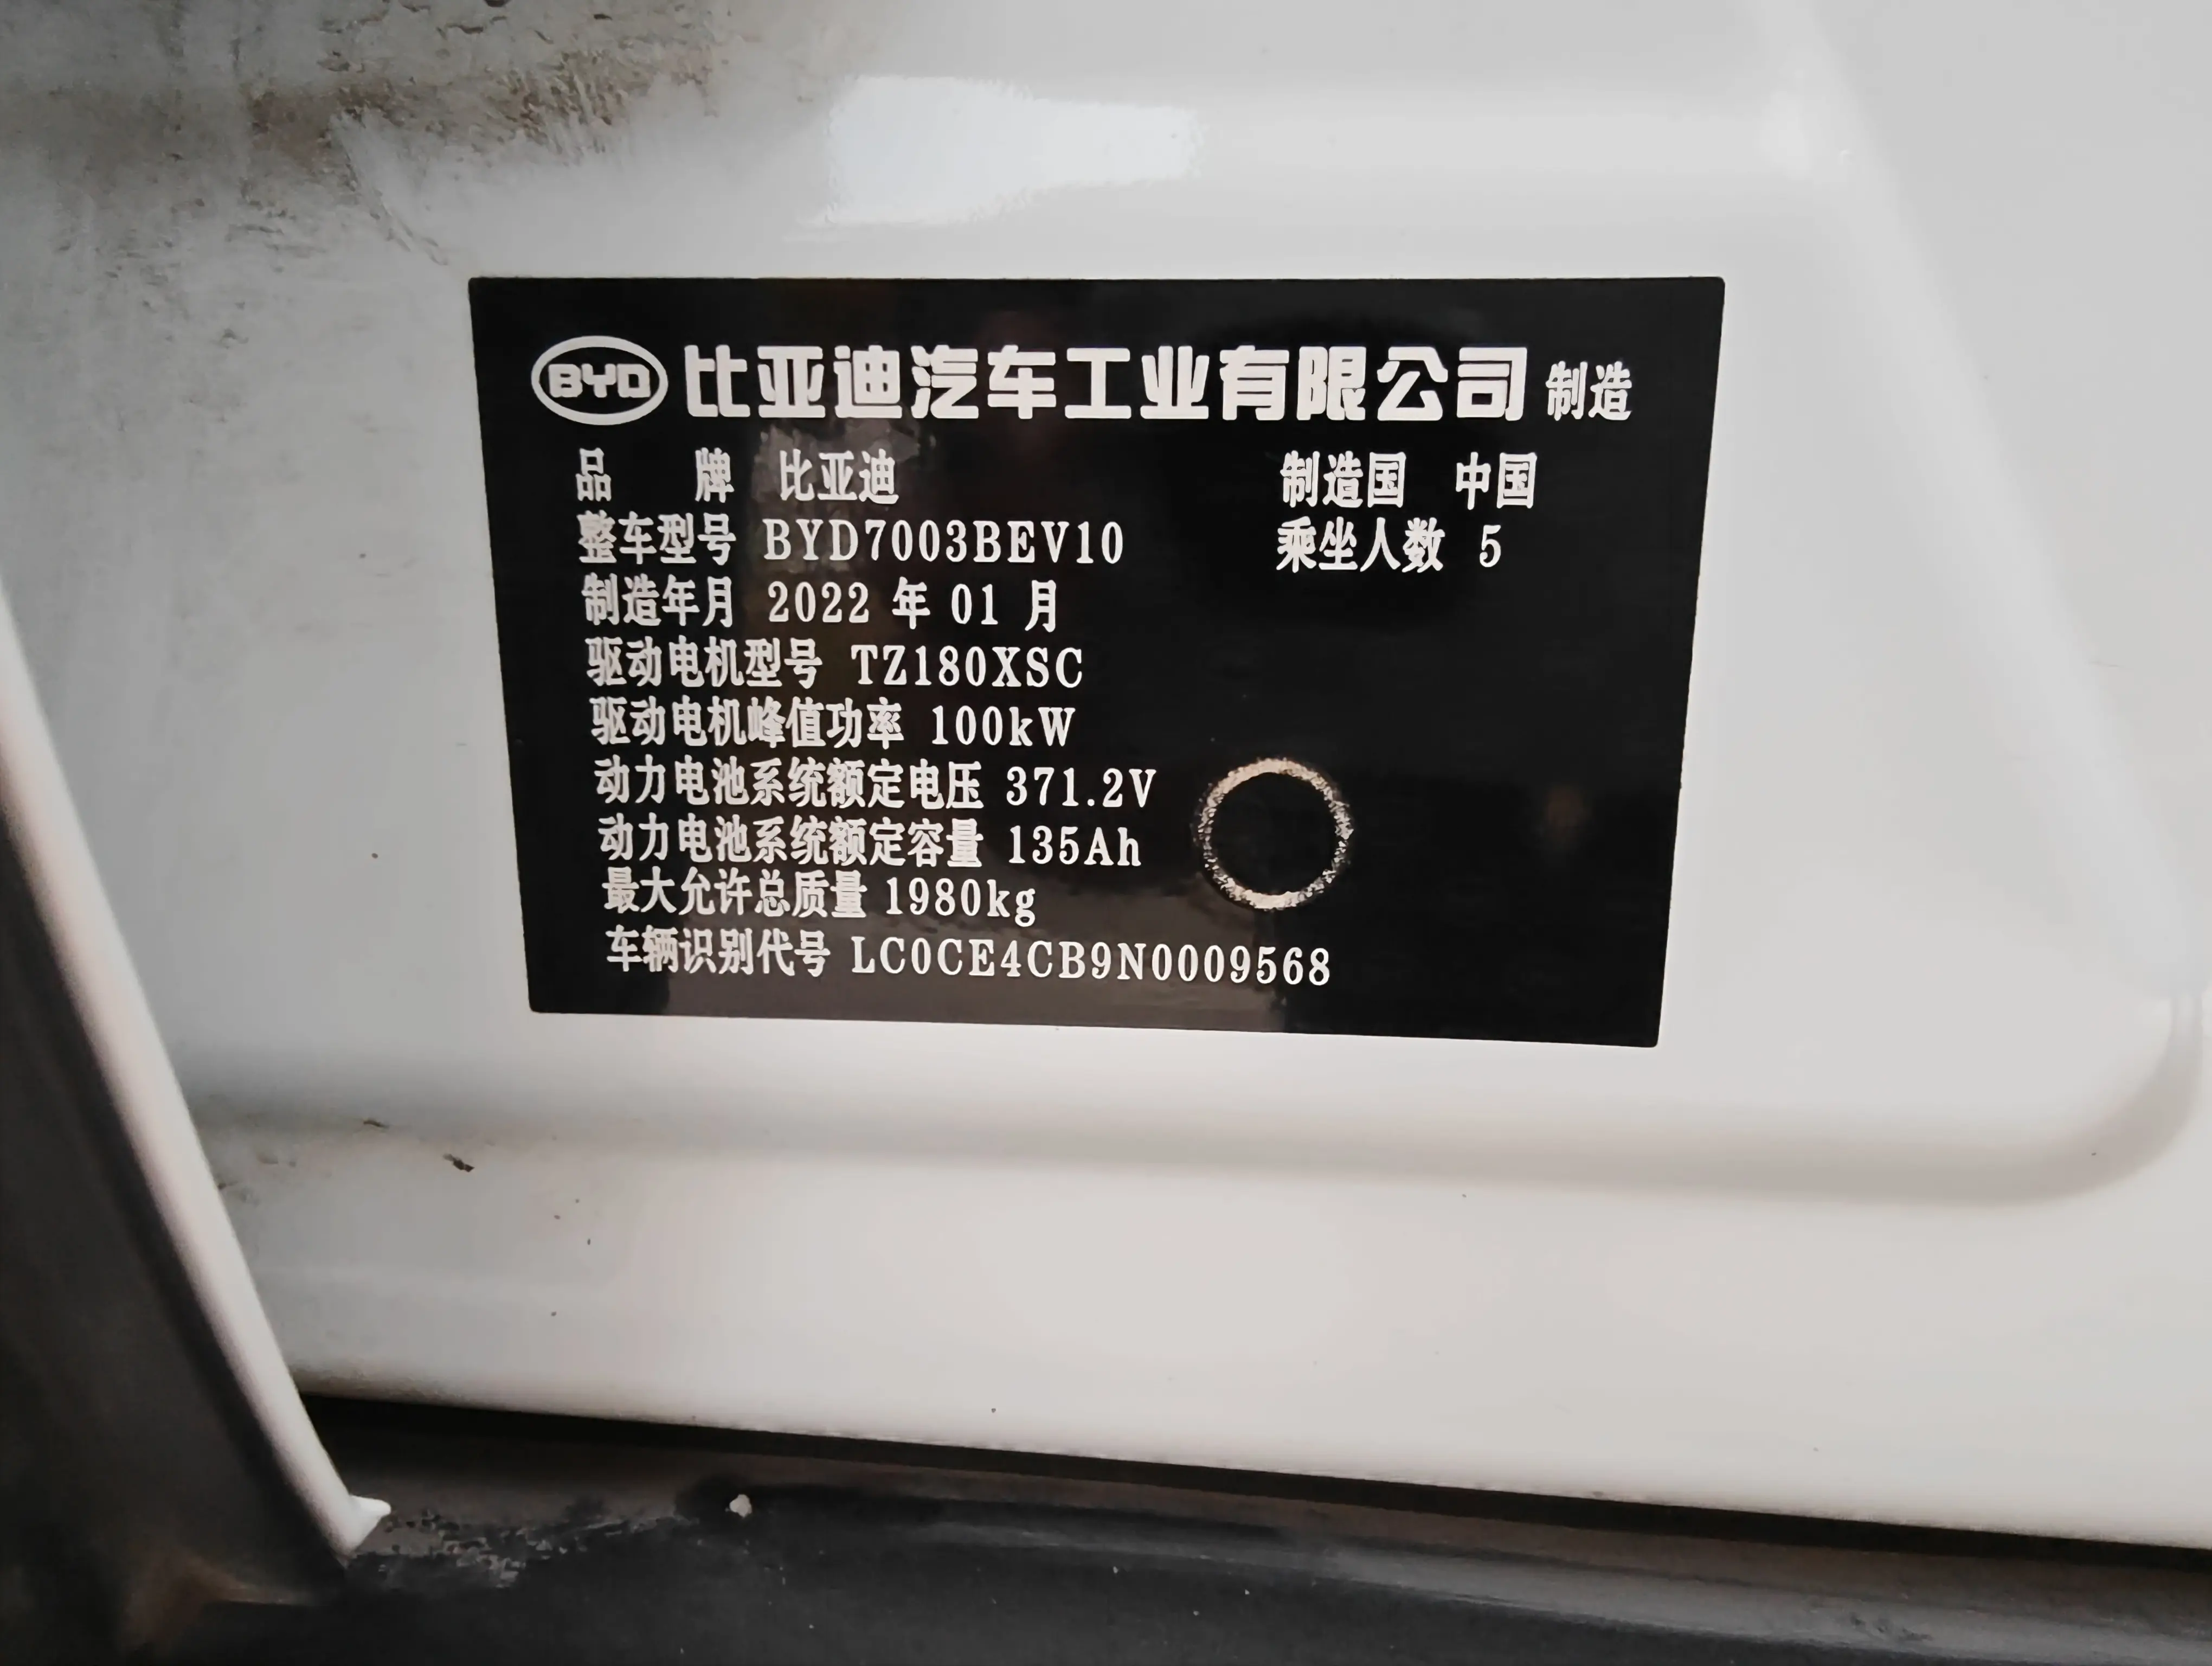 BYD 比亚迪汽车工业有限公司 制造
品 牌 比亚迪 制造国 中国
整车型号 BYD7003BEV10 乘坐人数 5
制造年月 2022 年 01 月
驱动电机型号 TZ180XSC
驱动电机峰值功率 100kW
动力电池系统额定电压 371.2V
动力电池系统额定容量 135Ah
最大允许总质量 1980kg
车辆识别代号 LC0CE4CB9N0009568